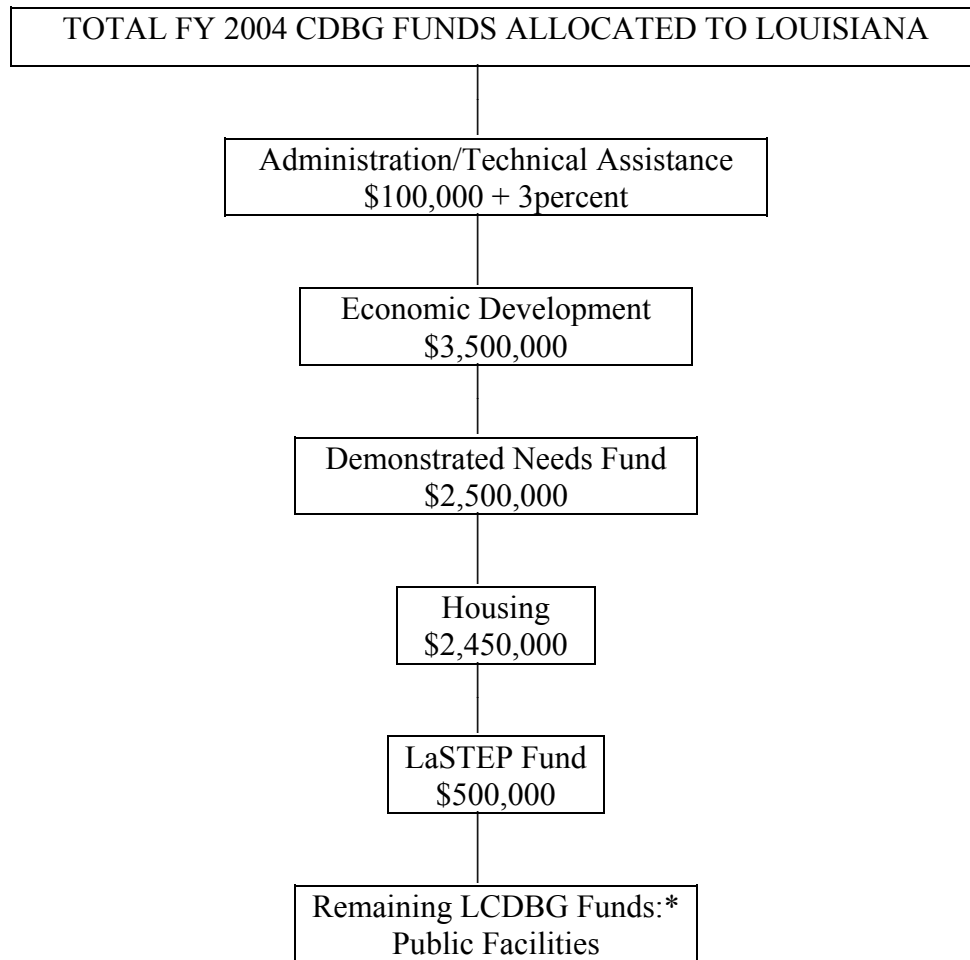 TOTAL FY 2004 CDBG FUNDS ALLOCATED TO LOUISIANA
Administration/Technical Assistance
$100,000 + 3percent
Economic Development
$3,500,000
Demonstrated Needs Fund
$2,500,000
Housing
$2,450,000
LaSTEP Fund
$500,000
Remaining LCDBG Funds:*
Public Facilities